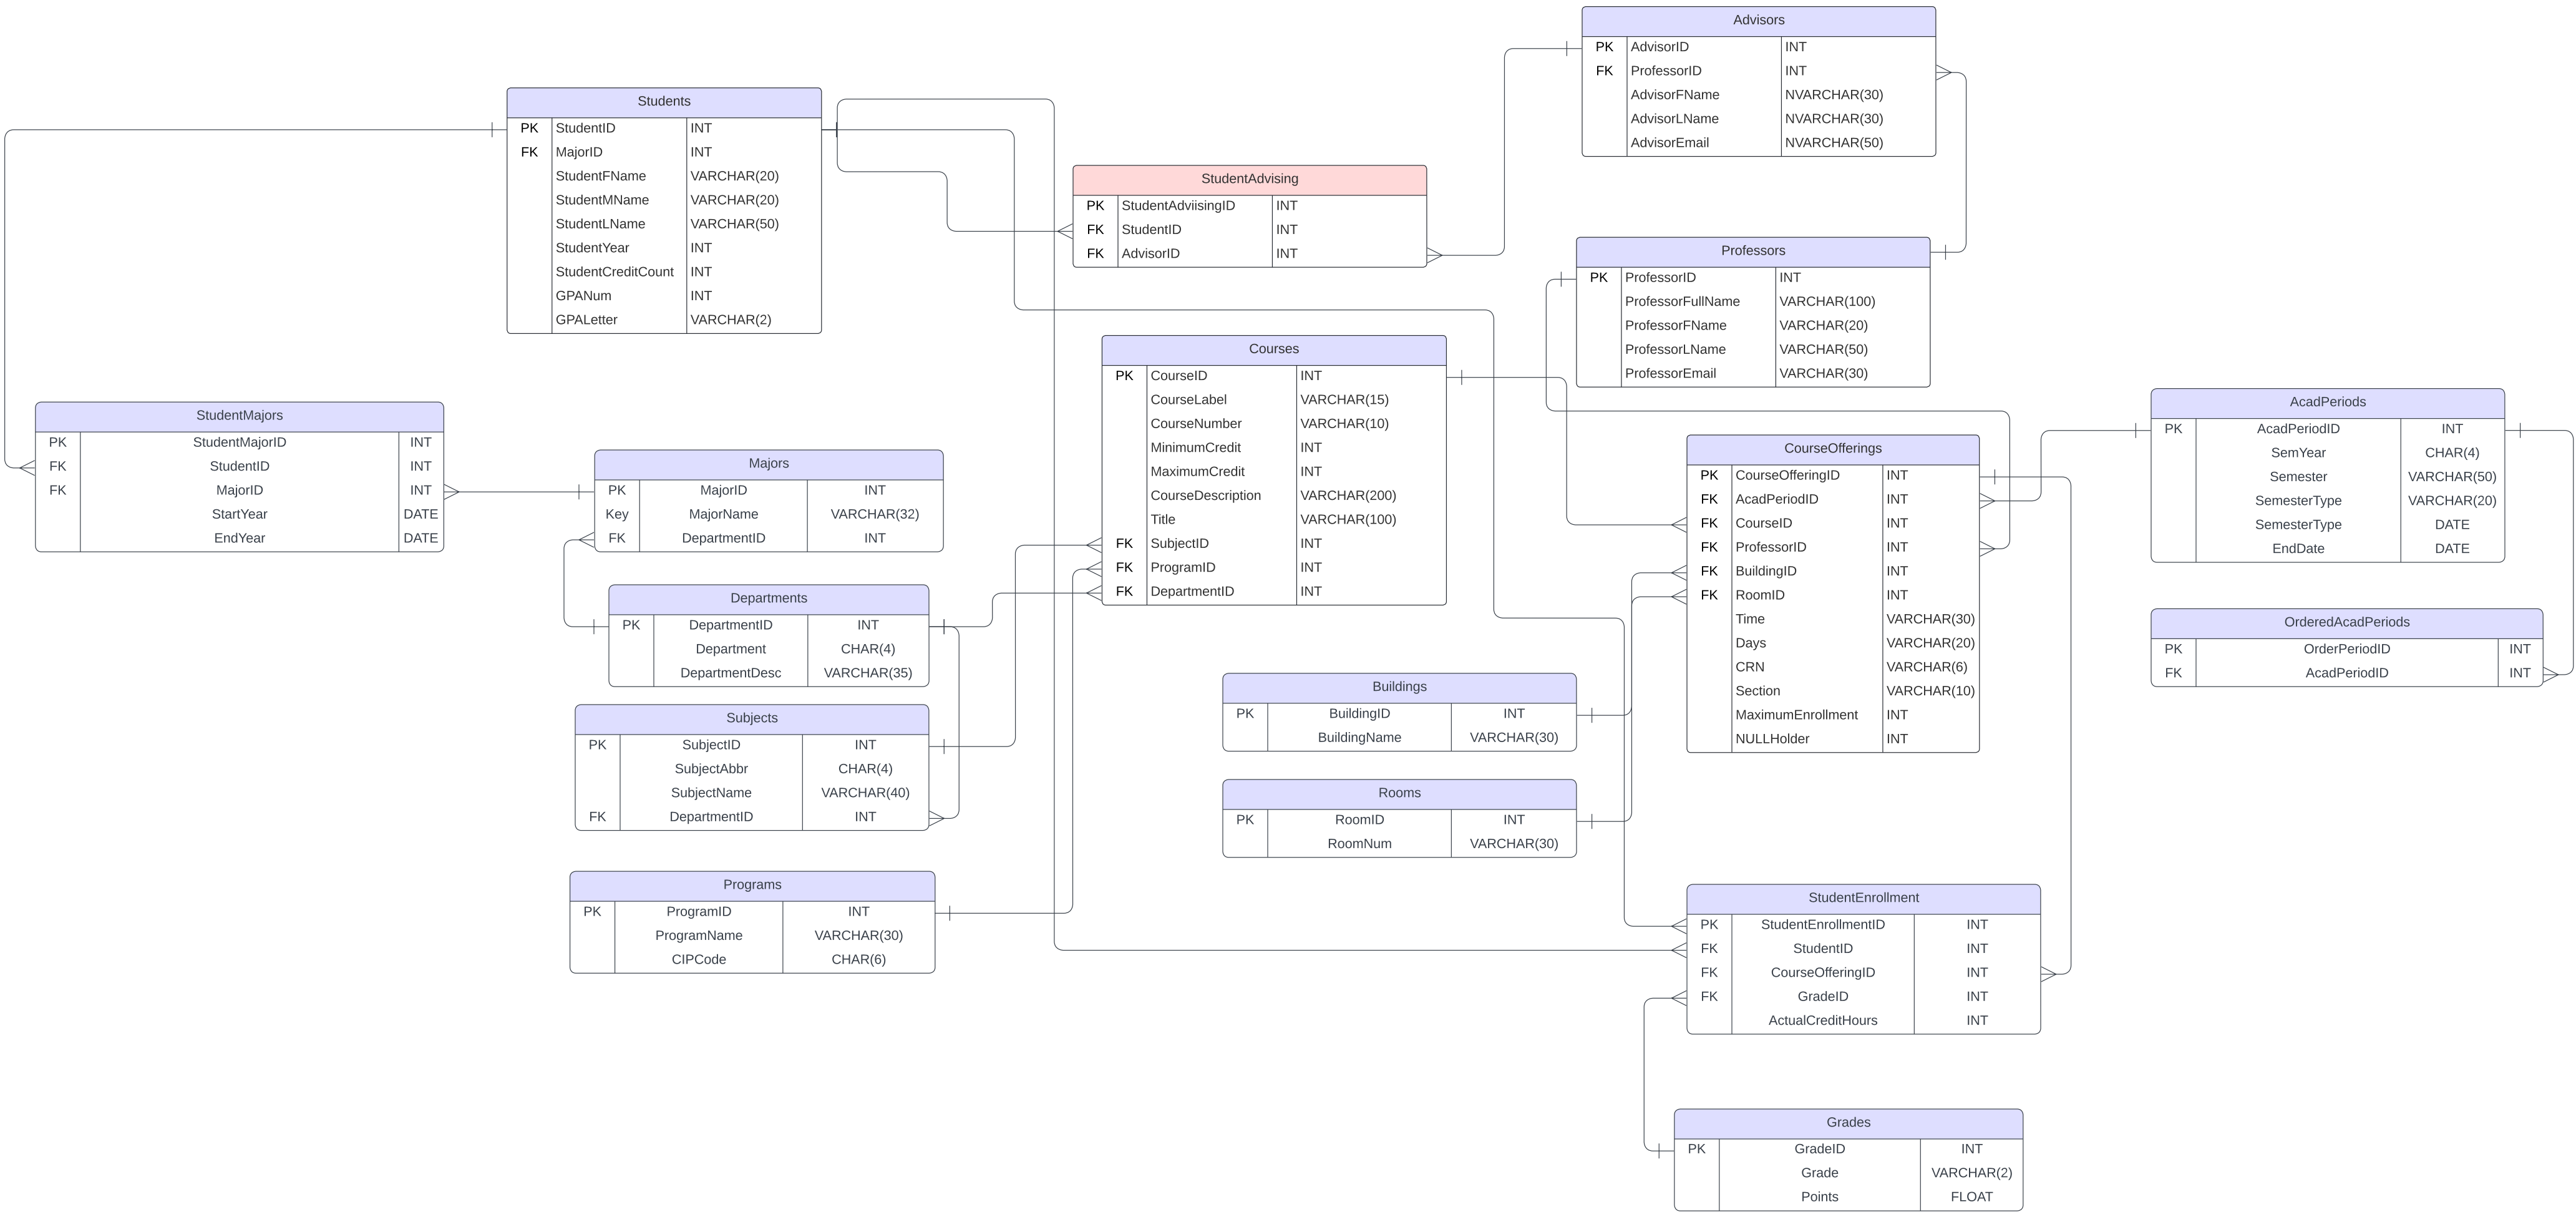 Advisors
PK AdvisorID INT
FK ProfessorID INT
AdvisorFName NVARCHAR(30)
AdvisorLName NVARCHAR(30)
AdvisorEmail NVARCHAR(50)
Students
PK StudentID INT
FK MajorID INT
StudentFName VARCHAR(20)
StudentMName VARCHAR(20)
StudentLName VARCHAR(50)
StudentYear INT
StudentCreditCount INT
GPANum INT
GPALetter VARCHAR(2)
StudentAdvising
PK StudentAdviisingID INT
FK StudentID INT
FK AdvisorID INT
Professors
PK ProfessorID INT
ProfessorFullName VARCHAR(100)
ProfessorFName VARCHAR(20)
ProfessorLName VARCHAR(50)
ProfessorEmail VARCHAR(30)
Courses
PK CourseID INT
CourseLabel VARCHAR(15)
CourseNumber VARCHAR(10)
MinimumCredit INT
MaximumCredit INT
CourseDescription VARCHAR(200)
Title VARCHAR(100)
FK SubjectID INT
FK ProgramID INT
FK DepartmentID INT
StudentMajors
PK StudentMajorID INT
FK StudentID INT
FK MajorID INT
StartYear DATE
EndYear DATE
Majors
PK MajorID INT
Key MajorName VARCHAR(32)
FK DepartmentID INT
CourseOfferings
PK CourseOfferingID INT
FK AcadPeriodID INT
FK CourseID INT
FK ProfessorID INT
FK BuildingID INT
FK RoomID INT
Time VARCHAR(30)
Days VARCHAR(20)
CRN VARCHAR(6)
Section VARCHAR(10)
MaximumEnrollment INT
NULLHolder INT
AcadPeriods
PK AcadPeriodID INT
SemYear CHAR(4)
Semester VARCHAR(50)
SemesterType VARCHAR(20)
SemesterType DATE
EndDate DATE
Departments
PK DepartmentID INT
Department CHAR(4)
DepartmentDesc VARCHAR(35)
OrderedAcadPeriods
PK OrderPeriodID INT
FK AcadPeriodID INT
Buildings
PK BuildingID INT
BuildingName VARCHAR(30)
Subjects
PK SubjectID INT
SubjectAbbr CHAR(4)
SubjectName VARCHAR(40)
FK DepartmentID INT
Rooms
PK RoomID INT
RoomNum VARCHAR(30)
Programs
PK ProgramID INT
ProgramName VARCHAR(30)
CIPCode CHAR(6)
StudentEnrollment
PK StudentEnrollmentID INT
FK StudentID INT
FK CourseOfferingID INT
FK GradeID INT
ActualCreditHours INT
Grades
PK GradeID INT
Grade VARCHAR(2)
Points FLOAT